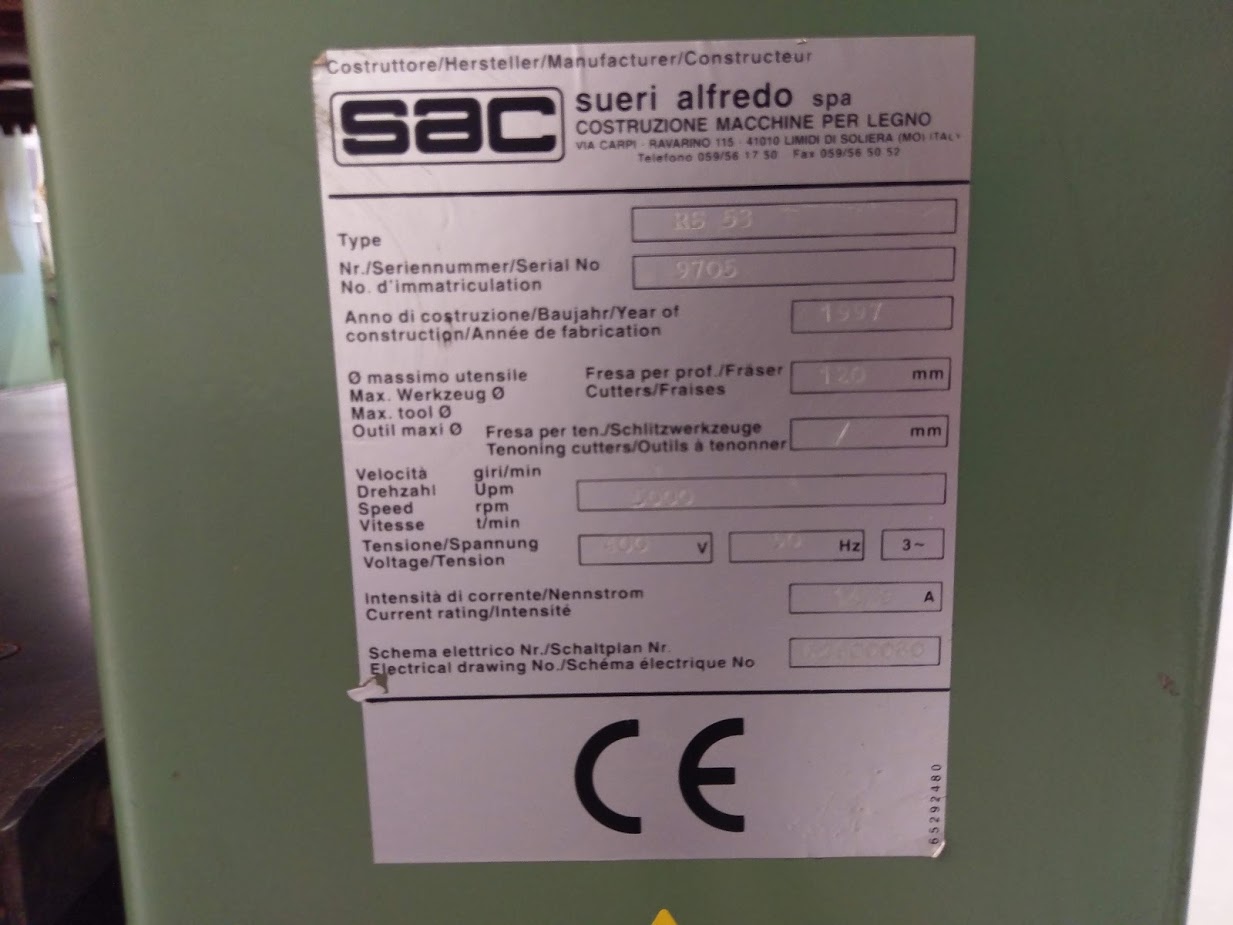 Costruttore/Hersteller/Manufacturer/Constructeur
sac
sueri alfredo spa
COSTRUZIONE MACCHINE PER LEGNO
VIA CARPI - RAVARINO 115 - 41010 LIMIDI DI SOLIERA (MO) ITALY
Telefono 059/56 17 50 Fax 059/56 50 52
Type RS 53
Nr./Seriennummer/Serial No 9705
No. d'immatriculation
Anno di costruzione/Baujahr/Year of 1997
construction/Année de fabrication
Ø massimo utensile Fresa per prof./Fräser 120 mm
Max. Werkzeug Ø Cutters/Fraises
Max. tool Ø
Outil maxi Ø Fresa per ten./Schlitzwerkzeuge / mm
Tenoning cutters/Outils à tenonner
Velocità giri/min
Drehzahl Upm
Speed rpm
Vitesse t/min
Tensione/Spannung 400 V Hz 3~
Voltage/Tension
Intensità di corrente/Nennstrom A
Current rating/Intensité
Schema elettrico Nr./Schaltplan Nr.
Electrical drawing No./Schéma électrique No
CE
65292480